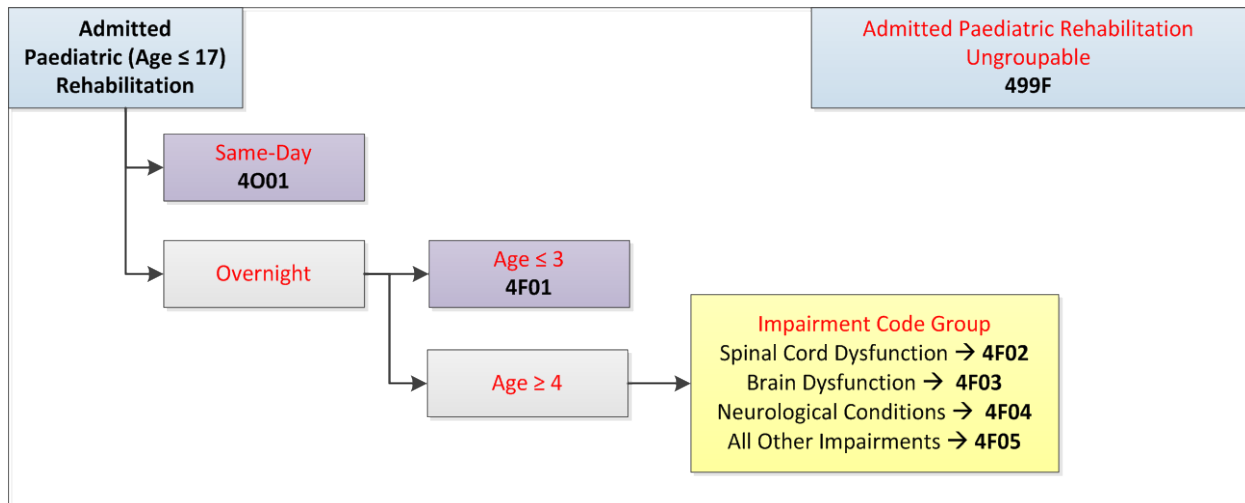 Admitted
Paediatric (Age ≤ 17)
Rehabilitation
Admitted Paediatric Rehabilitation
Ungroupable
499F
Same-Day
4O01
Overnight
Age ≤ 3
4F01
Age ≥ 4
Impairment Code Group
Spinal Cord Dysfunction → 4F02
Brain Dysfunction → 4F03
Neurological Conditions → 4F04
All Other Impairments → 4F05